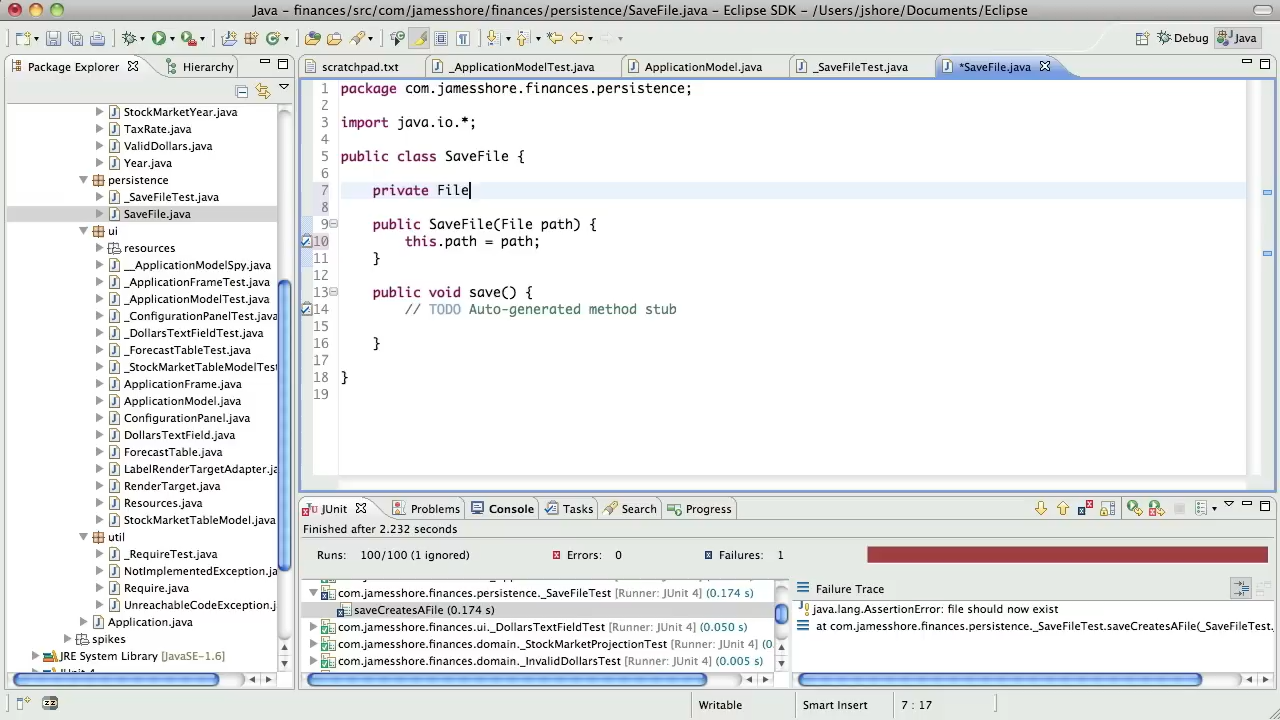 Java - finances/src/com/jamesshore/finances/persistence/SaveFile.java - Eclipse SDK - /Users/jshore/Documents/Eclipse
Debug
Java
Package Explorer
Hierarchy
scratchpad.txt
_ApplicationModelTest.java
ApplicationModel.java
_SaveFileTest.java
*SaveFile.java
StockMarketYear.java
TaxRate.java
ValidDollars.java
Year.java
persistence
_SaveFileTest.java
SaveFile.java
ui
resources
__ApplicationModelSpy.java
_ApplicationFrameTest.java
_ApplicationModelTest.java
_ConfigurationPanelTest.java
_DollarsTextFieldTest.java
_ForecastTableTest.java
_StockMarketTableModelTest
ApplicationFrame.java
ApplicationModel.java
ConfigurationPanel.java
DollarsTextField.java
ForecastTable.java
LabelRenderTargetAdapter.ja
RenderTarget.java
Resources.java
StockMarketTableModel.java
util
_RequireTest.java
NotImplementedException.ja
Require.java
UnreachableCodeException.j
Application.java
spikes
JRE System Library [JavaSE-1.6]
1 package com.jamesshore.finances.persistence;
2
3 import java.io.*;
4
5 public class SaveFile {
6
7 private File
8
9 public SaveFile(File path) {
10 this.path = path;
11 }
12
13 public void save() {
14 // TODO Auto-generated method stub
15
16 }
17
18 }
19
JUnit
Problems
Console
Tasks
Search
Progress
Finished after 2.232 seconds
Runs: 100/100 (1 ignored)
Errors: 0
Failures: 1
com.jamesshore.finances.persistence._SaveFileTest [Runner: JUnit 4] (0.174 s)
saveCreatesAFile (0.174 s)
com.jamesshore.finances.ui._DollarsTextFieldTest [Runner: JUnit 4] (0.050 s)
com.jamesshore.finances.domain._StockMarketProjectionTest [Runner: JUnit 4] (0
com.jamesshore.finances.domain._InvalidDollarsTest [Runner: JUnit 4] (0.005 s)
Failure Trace
java.lang.AssertionError: file should now exist
at com.jamesshore.finances.persistence._SaveFileTest.saveCreatesAFile(_SaveFileTest.
Writable
Smart Insert
7 : 17